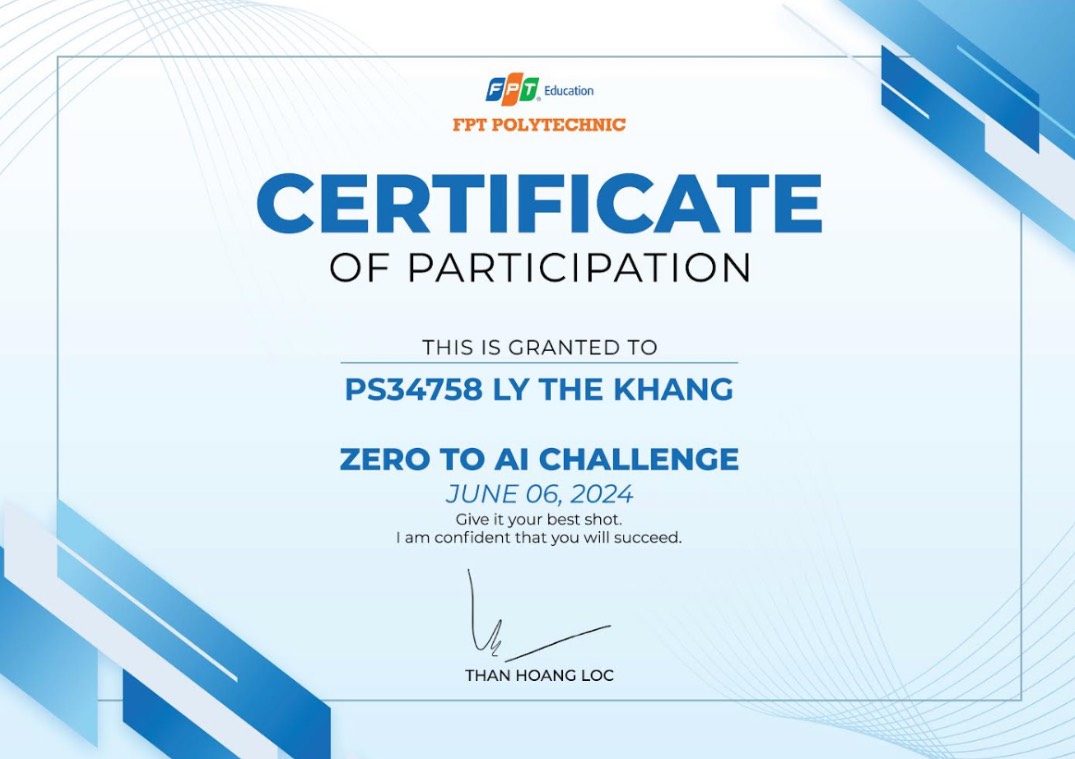 FPT Education
FPT POLYTECHNIC
CERTIFICATE
OF PARTICIPATION
THIS IS GRANTED TO
PS34758 LY THE KHANG
ZERO TO AI CHALLENGE
JUNE 06, 2024
Give it your best shot.
I am confident that you will succeed.
THAN HOANG LOC